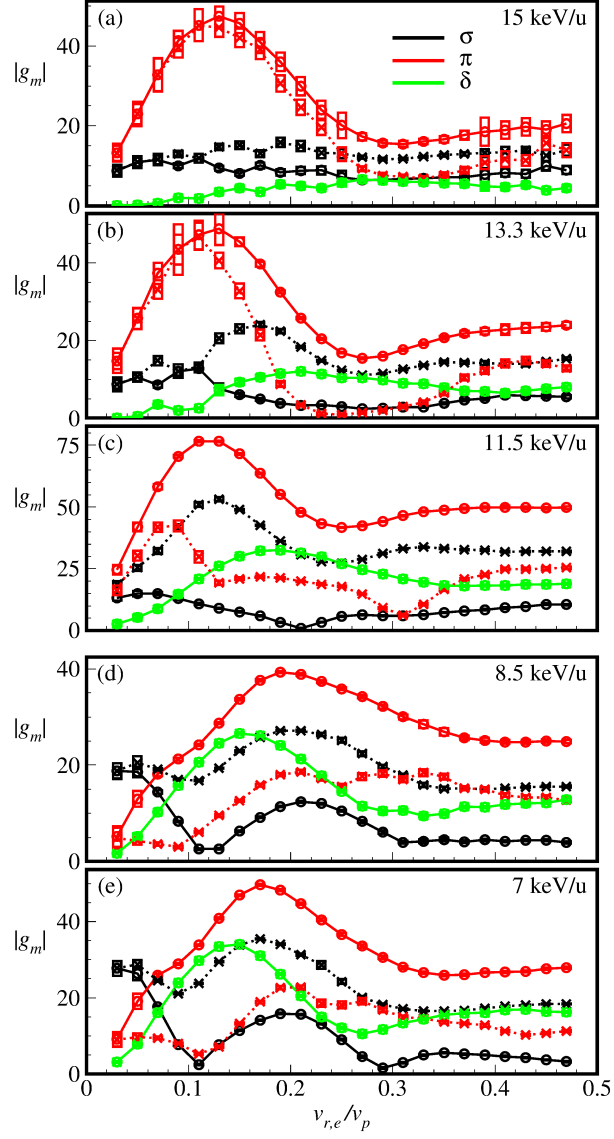 (a) 15 keV/u
σ
π
δ
|g_m|
40
20
0
(b) 13.3 keV/u
|g_m|
40
20
0
(c) 11.5 keV/u
|g_m|
75
50
25
0
(d) 8.5 keV/u
|g_m|
40
20
0
(e) 7 keV/u
|g_m|
40
20
0
0 0.1 0.2 0.3 0.4 0.5
v_{r,e}/v_p